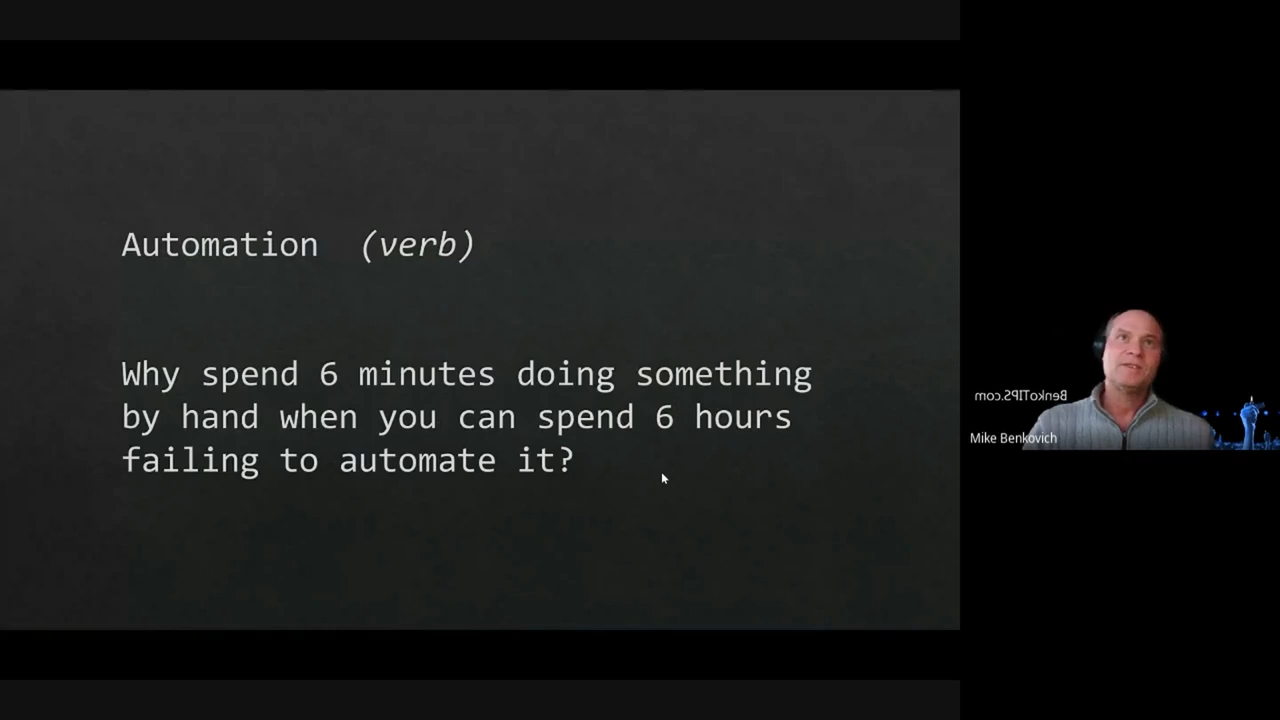 Automation (verb)
Why spend 6 minutes doing something
by hand when you can spend 6 hours
failing to automate it?
BenkoTIPS.com
Mike Benkovich